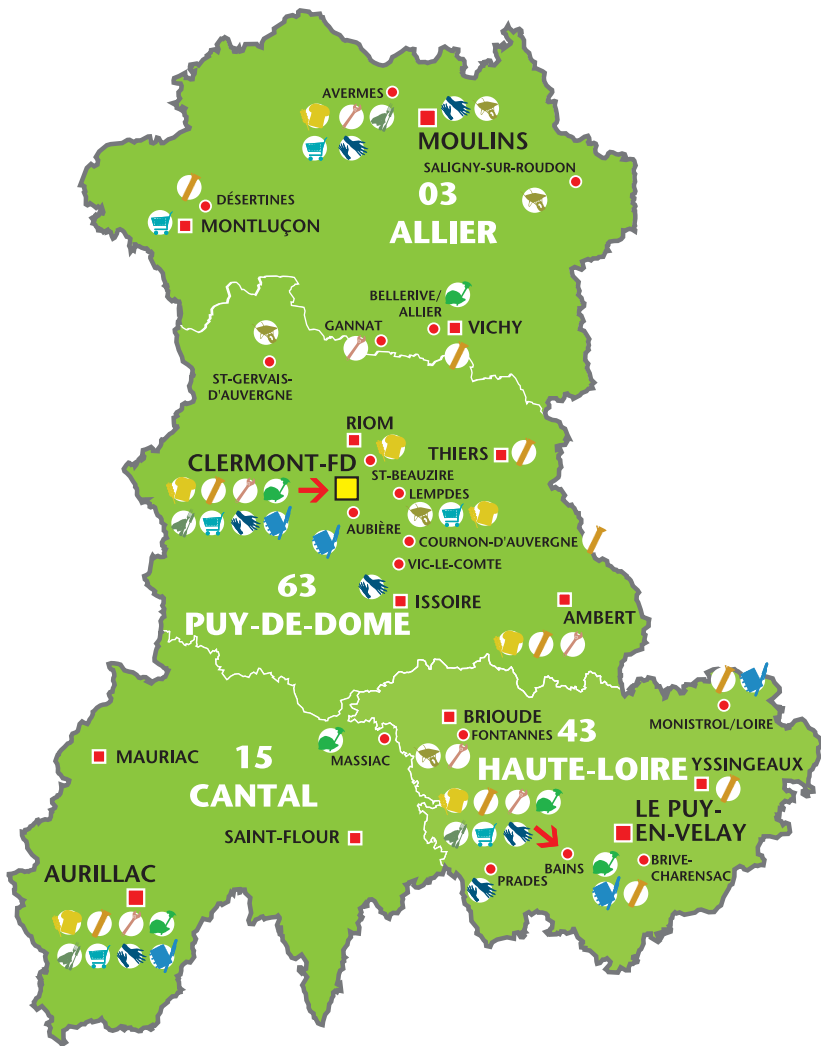 AVERMES
MOULINS
SALIGNY-SUR-ROUDON
03
ALLIER
DÉSERTINES
MONTLUÇON
BELLERIVE/
ALLIER
VICHY
GANNAT
ST-GERVAIS-
D'AUVERGNE
RIOM
CLERMONT-FD
THIERS
ST-BEAUZIRE
LEMPDES
AUBIÈRE
COURNON-D'AUVERGNE
VIC-LE-COMTE
63
PUY-DE-DOME
ISSOIRE
AMBERT
BRIOUDE
FONTANNES
43
HAUTE-LOIRE
MONISTROL/LOIRE
YSSINGEAUX
MAURIAC
15
CANTAL
MASSIAC
SAINT-FLOUR
LE PUY-
EN-VELAY
BAINS
BRIVE-
CHARENSAC
PRADES
AURILLAC